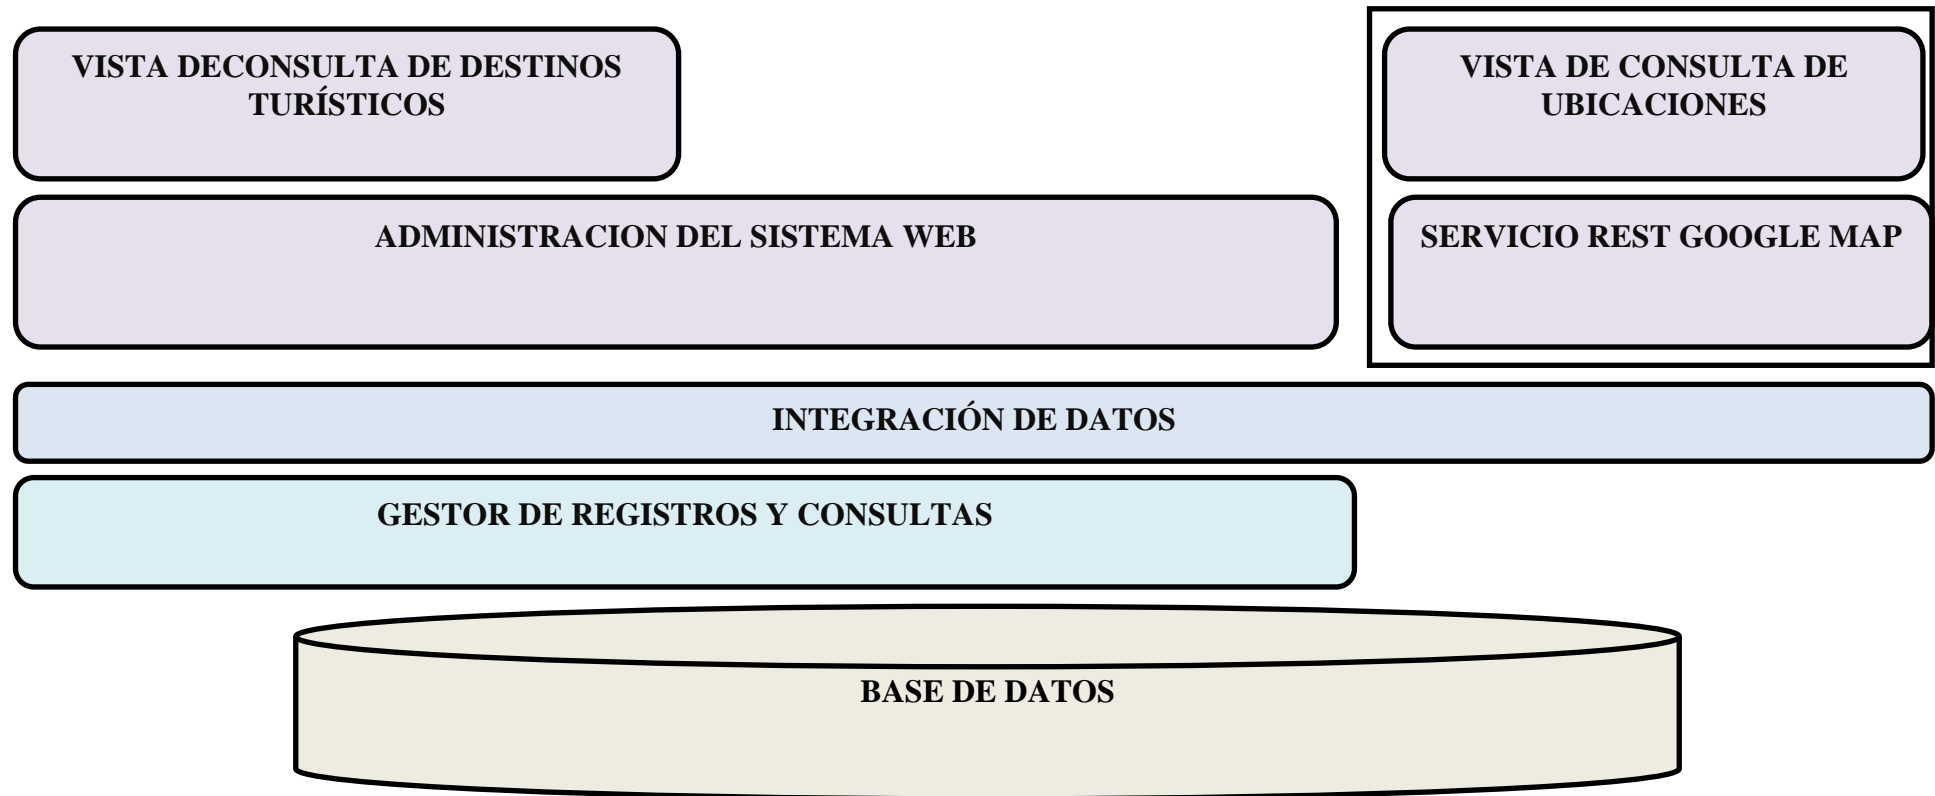 VISTA DECONSULTA DE DESTINOS
TURÍSTICOS
VISTA DE CONSULTA DE
UBICACIONES
ADMINISTRACION DEL SISTEMA WEB
SERVICIO REST GOOGLE MAP
INTEGRACIÓN DE DATOS
GESTOR DE REGISTROS Y CONSULTAS
BASE DE DATOS